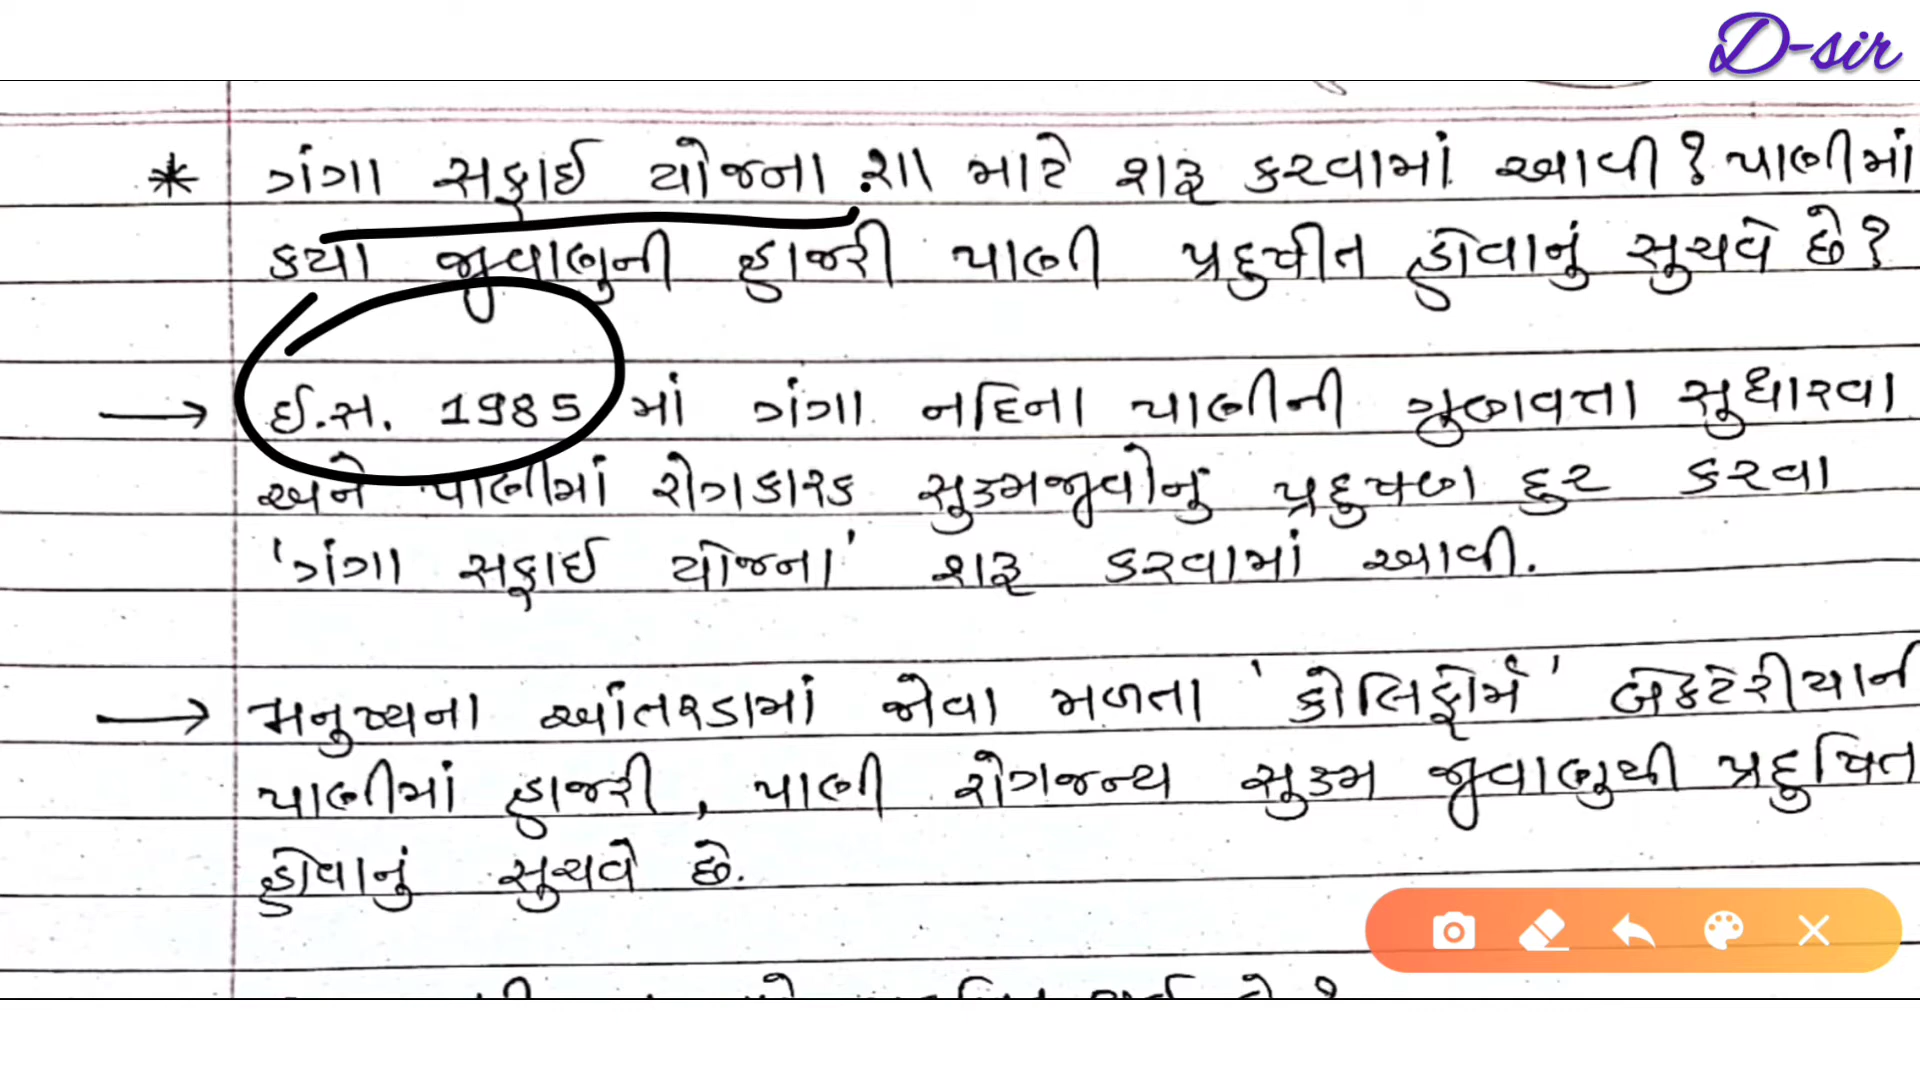 D-sir
* ગંગા સફાઈ યોજના શા માટે શરૂ કરવામાં આવી? પાણીમાં
કયા જીવાણુની હાજરી પાણી પ્રદુષીત હોવાનું સુચવે છે?
→ ઈ.સ. 1985 માં ગંગા નદિના પાણીની ગુણવત્તા સુધારવા
અને પાણીમાં રોગકારક સુક્મજીવોનું પ્રદુષણ દુર કરવા
'ગંગા સફાઈ યોજના' શરૂ કરવામાં આવી.
→ મનુષ્યના આંતરડામાં જોવા મળતા 'કોલિફોર્મ' બેક્ટેરીયાની
પાણીમાં હાજરી, પાણી રોગજન્ય સુક્મ જીવાણુથી પ્રદુષિત
હોવાનું સુચવે છે.